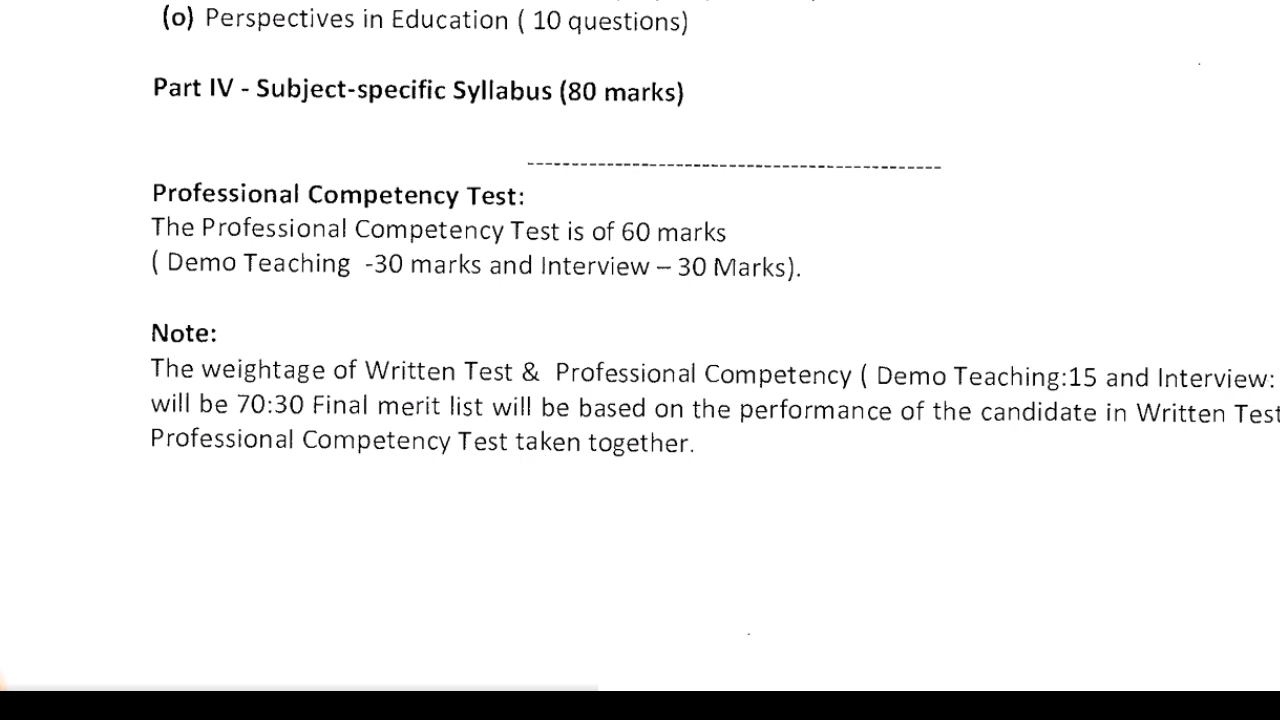 (o) Perspectives in Education ( 10 questions)
Part IV - Subject-specific Syllabus (80 marks)
Professional Competency Test:
The Professional Competency Test is of 60 marks
( Demo Teaching -30 marks and Interview – 30 Marks).
Note:
The weightage of Written Test & Professional Competency ( Demo Teaching:15 and Interview:
will be 70:30 Final merit list will be based on the performance of the candidate in Written Test
Professional Competency Test taken together.